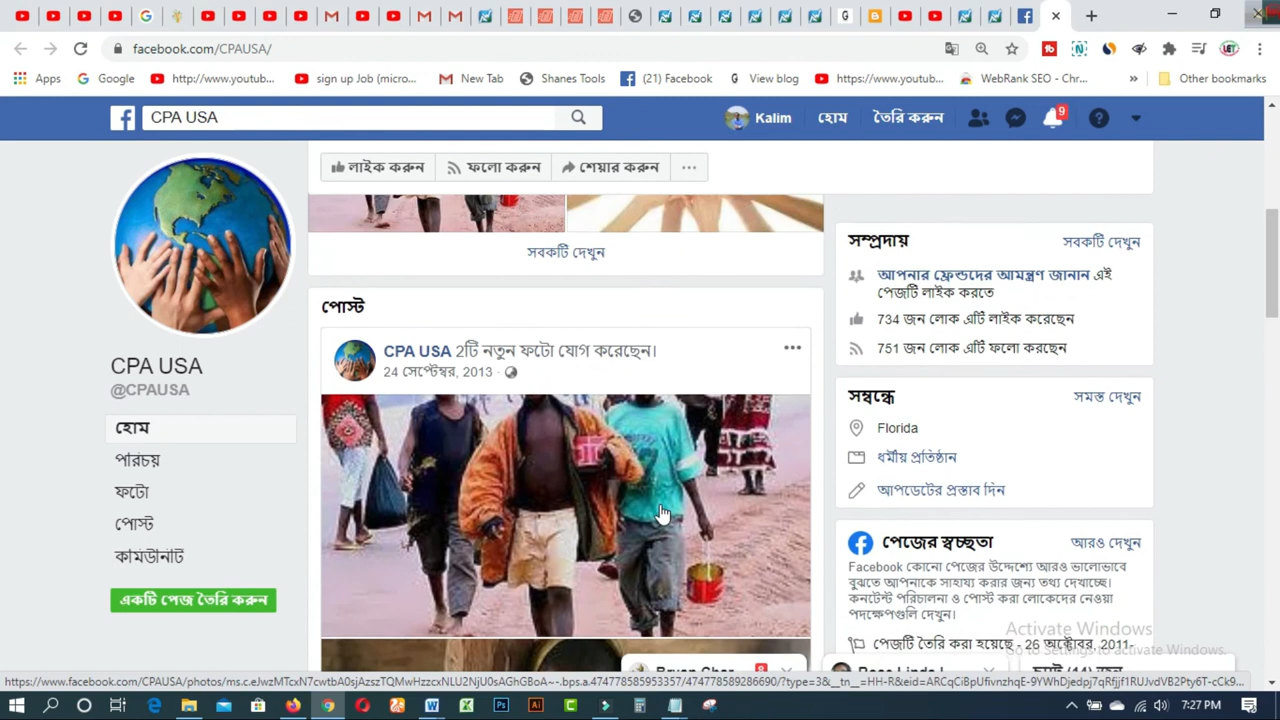 facebook.com/CPAUSA/
Apps
Google
http://www.youtub...
sign up Job (micro...
New Tab
Shanes Tools
(21) Facebook
View blog
https://www.youtu...
WebRank SEO - Chr...
Other bookmarks
CPA USA
Kalim
হোম
তৈরি করুন
9
লাইক করুন
ফলো করুন
শেয়ার করুন
সবকটি দেখুন
পোস্ট
CPA USA 2টি নতুন ফটো যোগ করেছেন।
24 সেপ্টেম্বর, 2013
CPA USA
@CPAUSA
হোম
পারচয়
ফটো
পোস্ট
কামউানাট
একটি পেজ তৈরি করুন
সম্প্রদায়
সবকটি দেখুন
আপনার ফ্রেন্ডদের আমন্ত্রণ জানান এই
পেজটি লাইক করতে
734 জন লোক এটি লাইক করেছেন
751 জন লোক এটি ফলো করছেন
সম্বন্ধে
সমস্ত দেখুন
Florida
ধর্মীয় প্রতিষ্ঠান
আপডেটের প্রস্তাব দিন
পেজের স্বচ্ছতা
আরও দেখুন
Facebook কোনো পেজের উদ্দেশ্যে আরও ভালোভাবে
বুঝতে আপনাকে সাহায্য করার জন্য তথ্য দেখাচ্ছে।
কনটেন্ট পরিচালনা ও পোস্ট করা লোকেদের নেওয়া
পদক্ষেপগুলি দেখুন।
পেজটি তৈরি করা হয়েছে - 26 অক্টোবর, 2011
Activate Windows
Go to Settings to activate Windows.
7:27 PM